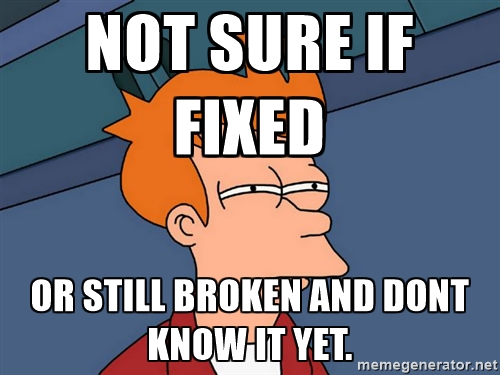 NOT SURE IF
FIXED
OR STILL BROKEN AND DONT
KNOW IT YET.
memegenerator.net